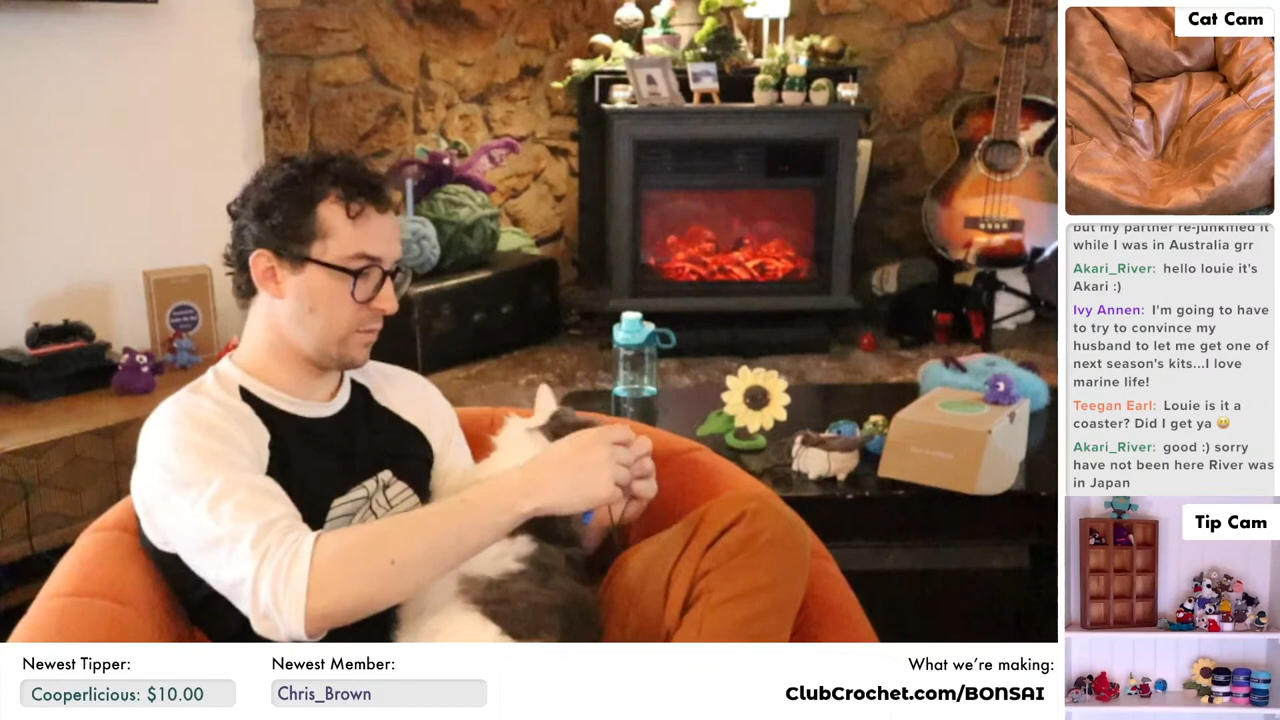 Cat Cam
but my partner re-junkified it
while I was in Australia grr
Akari_River: hello louie it's
Akari :)
Ivy Annen: I'm going to have
to try to convince my
husband to let me get one of
next season's kits...I love
marine life!
Teegan Earl: Louie is it a
coaster? Did I get ya 😆
Akari_River: good :) sorry
have not been here River was
in Japan
Tip Cam
Newest Tipper:
Cooperlicious: $10.00
Newest Member:
Chris_Brown
What we're making:
ClubCrochet.com/BONSAI